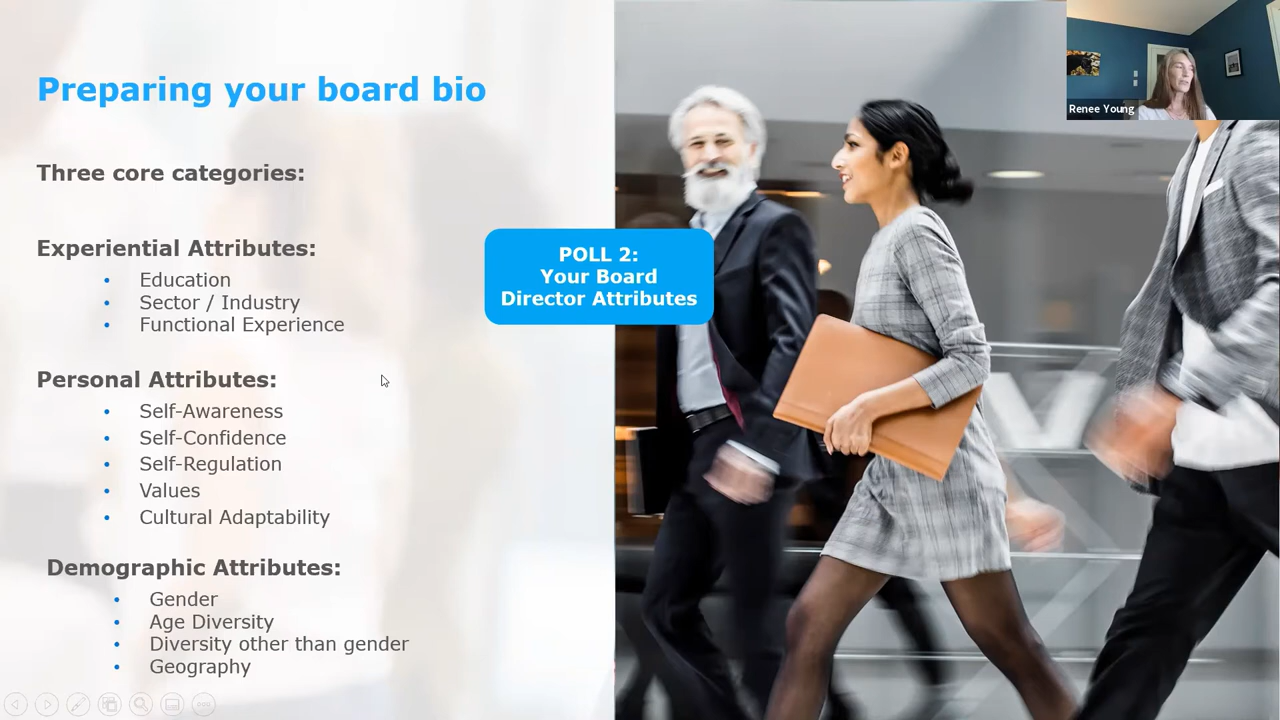 Preparing your board bio
Three core categories:
Experiential Attributes:
• Education
• Sector / Industry
• Functional Experience
Personal Attributes:
• Self-Awareness
• Self-Confidence
• Self-Regulation
• Values
• Cultural Adaptability
Demographic Attributes:
• Gender
• Age Diversity
• Diversity other than gender
• Geography
POLL 2:
Your Board
Director Attributes
Renee Young